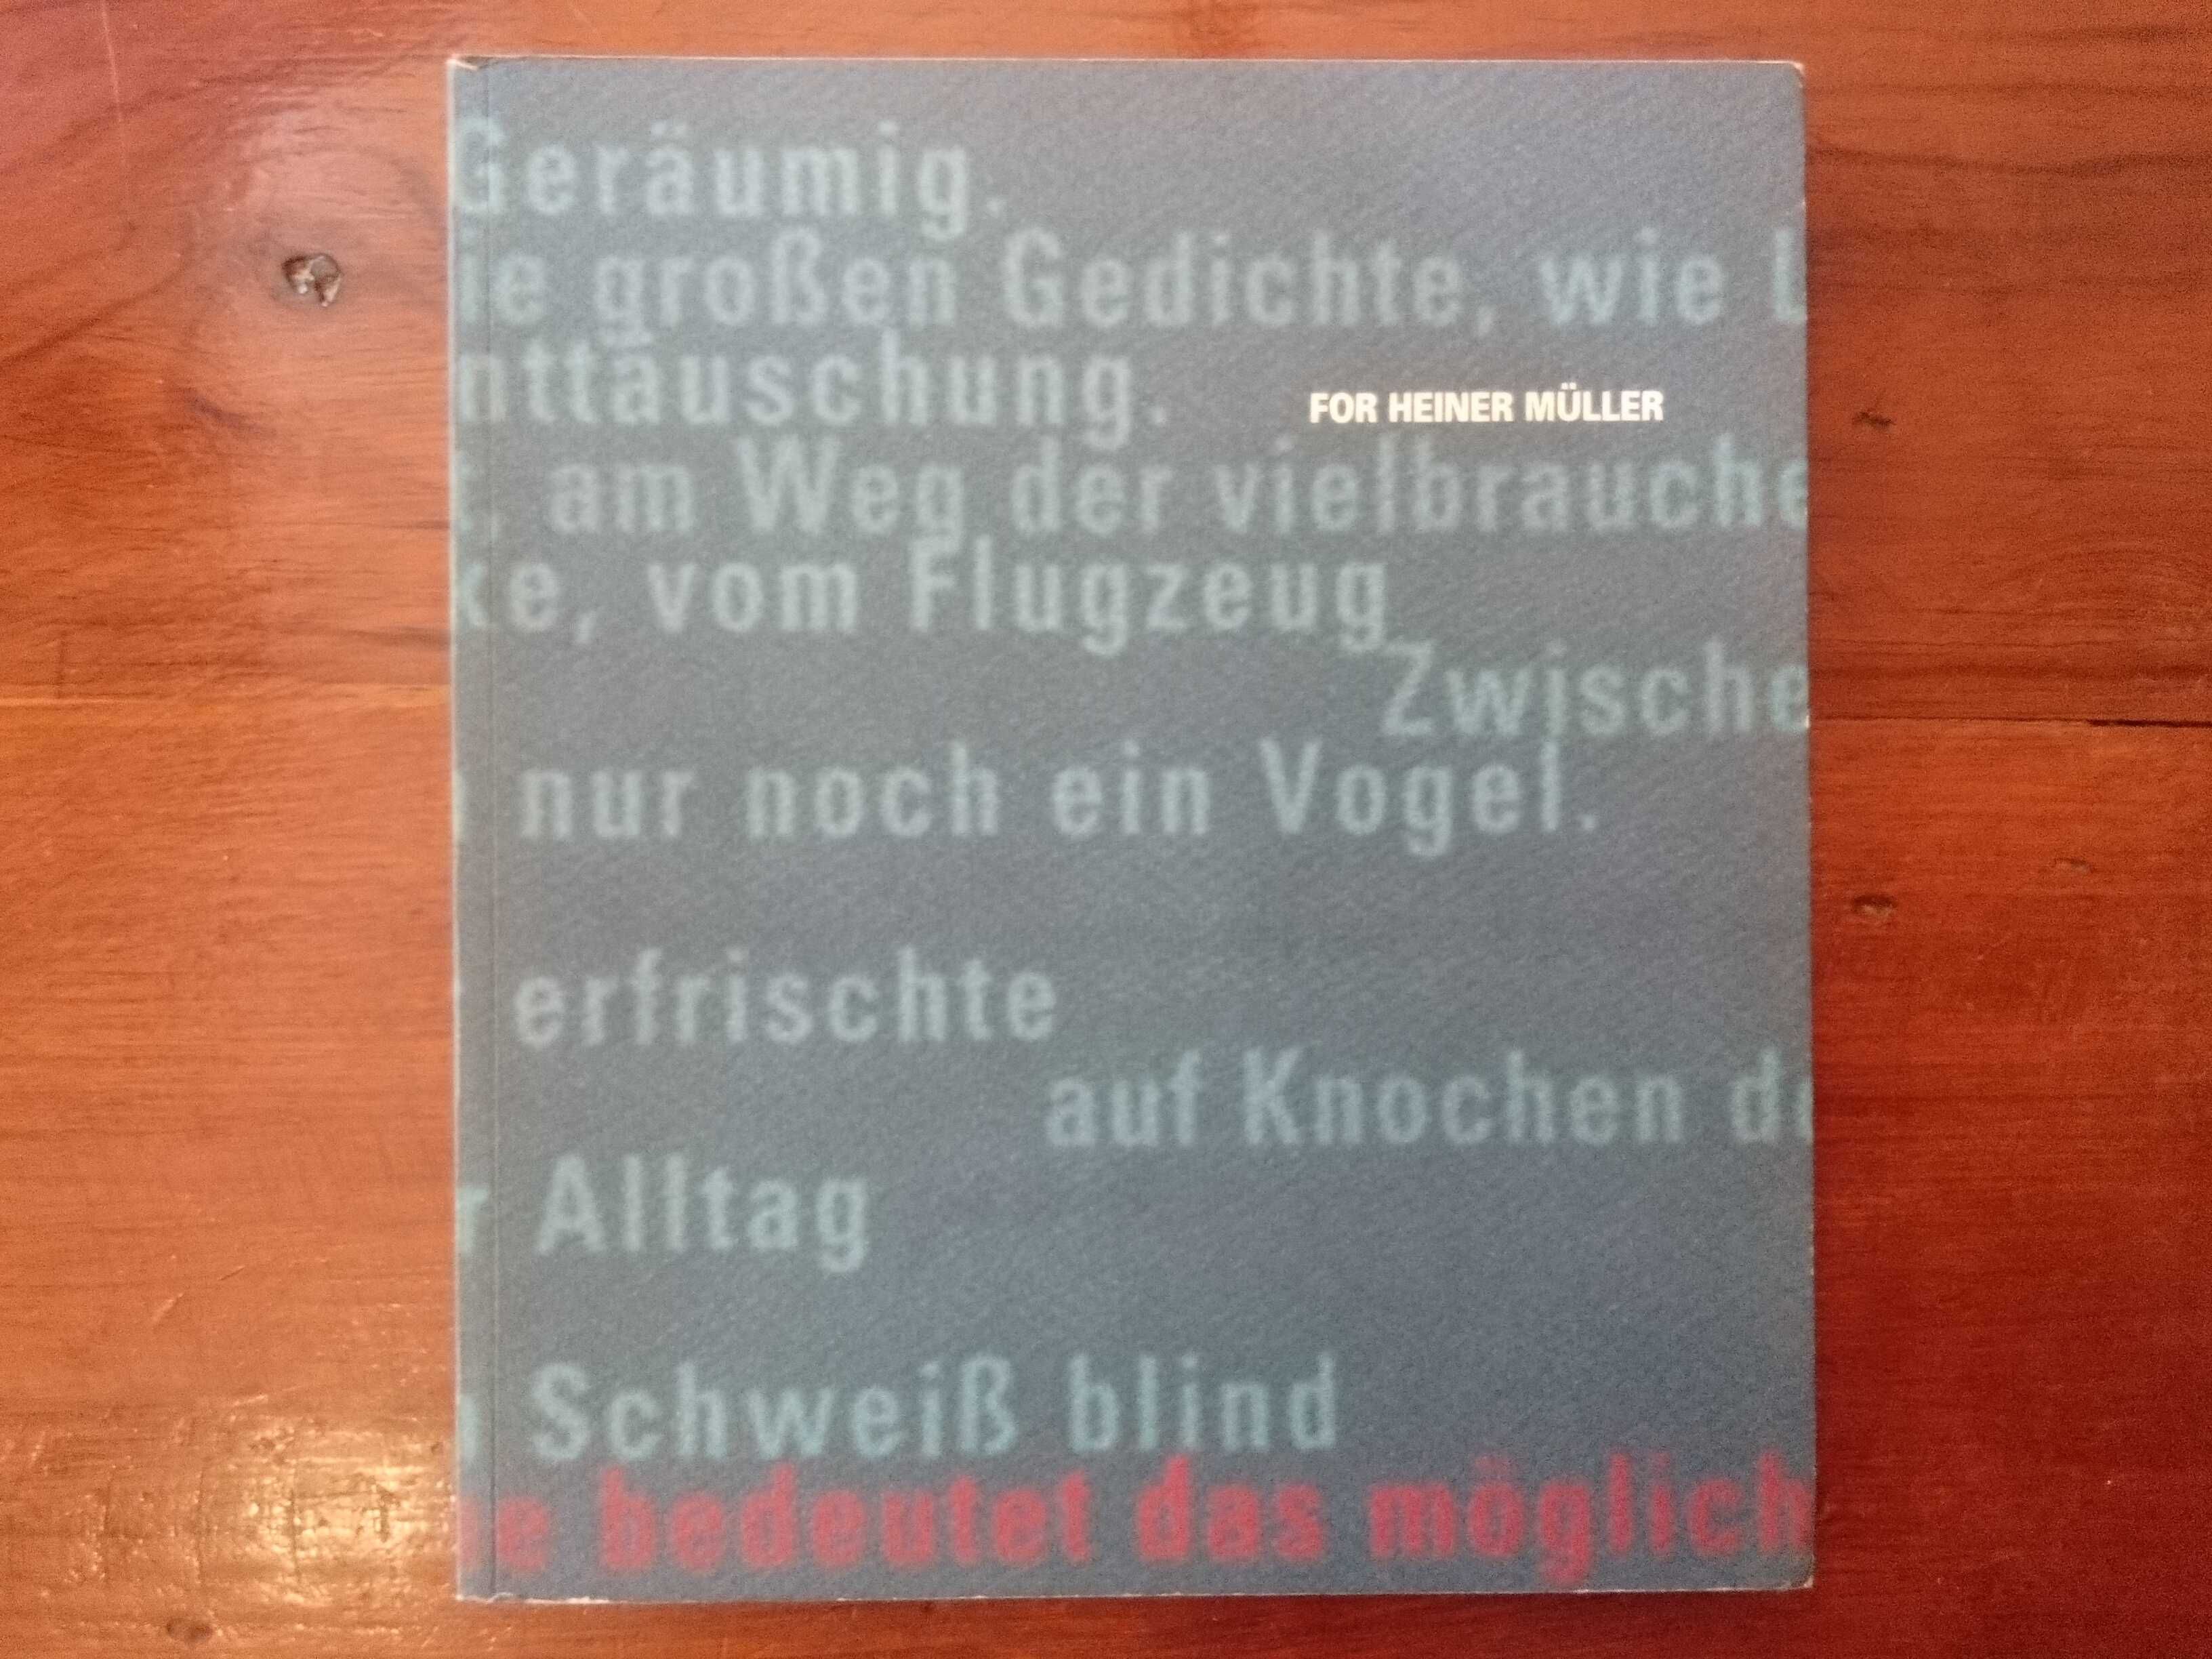 Geräumig.
ie großen Gedichte, wie L
nttäuschung.
FOR HEINER MÜLLER
t, am Weg der vielbrauche
ke, vom Flugzeug
Zwische
nur noch ein Vogel.
erfrischte
auf Knochen d
r Alltag
Schweiß blind
e bedeutet das möglich